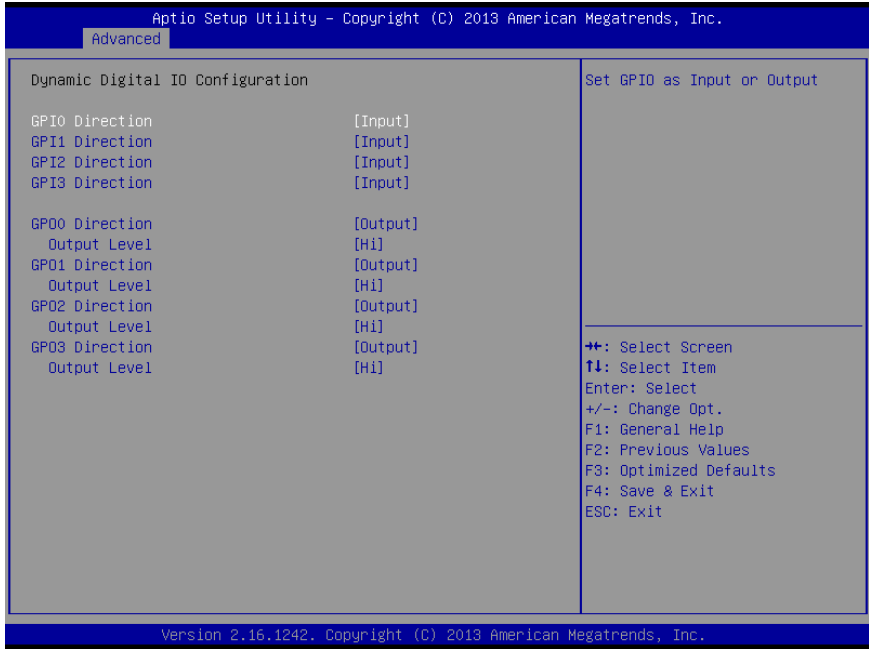 Aptio Setup Utility – Copyright (C) 2013 American Megatrends, Inc.
Advanced
Dynamic Digital IO Configuration
GPI0 Direction [Input]
GPI1 Direction [Input]
GPI2 Direction [Input]
GPI3 Direction [Input]
GPO0 Direction [Output]
Output Level [Hi]
GPO1 Direction [Output]
Output Level [Hi]
GPO2 Direction [Output]
Output Level [Hi]
GPO3 Direction [Output]
Output Level [Hi]
Set GPIO as Input or Output
→←: Select Screen
↑↓: Select Item
Enter: Select
+/-: Change Opt.
F1: General Help
F2: Previous Values
F3: Optimized Defaults
F4: Save & Exit
ESC: Exit
Version 2.16.1242. Copyright (C) 2013 American Megatrends, Inc.